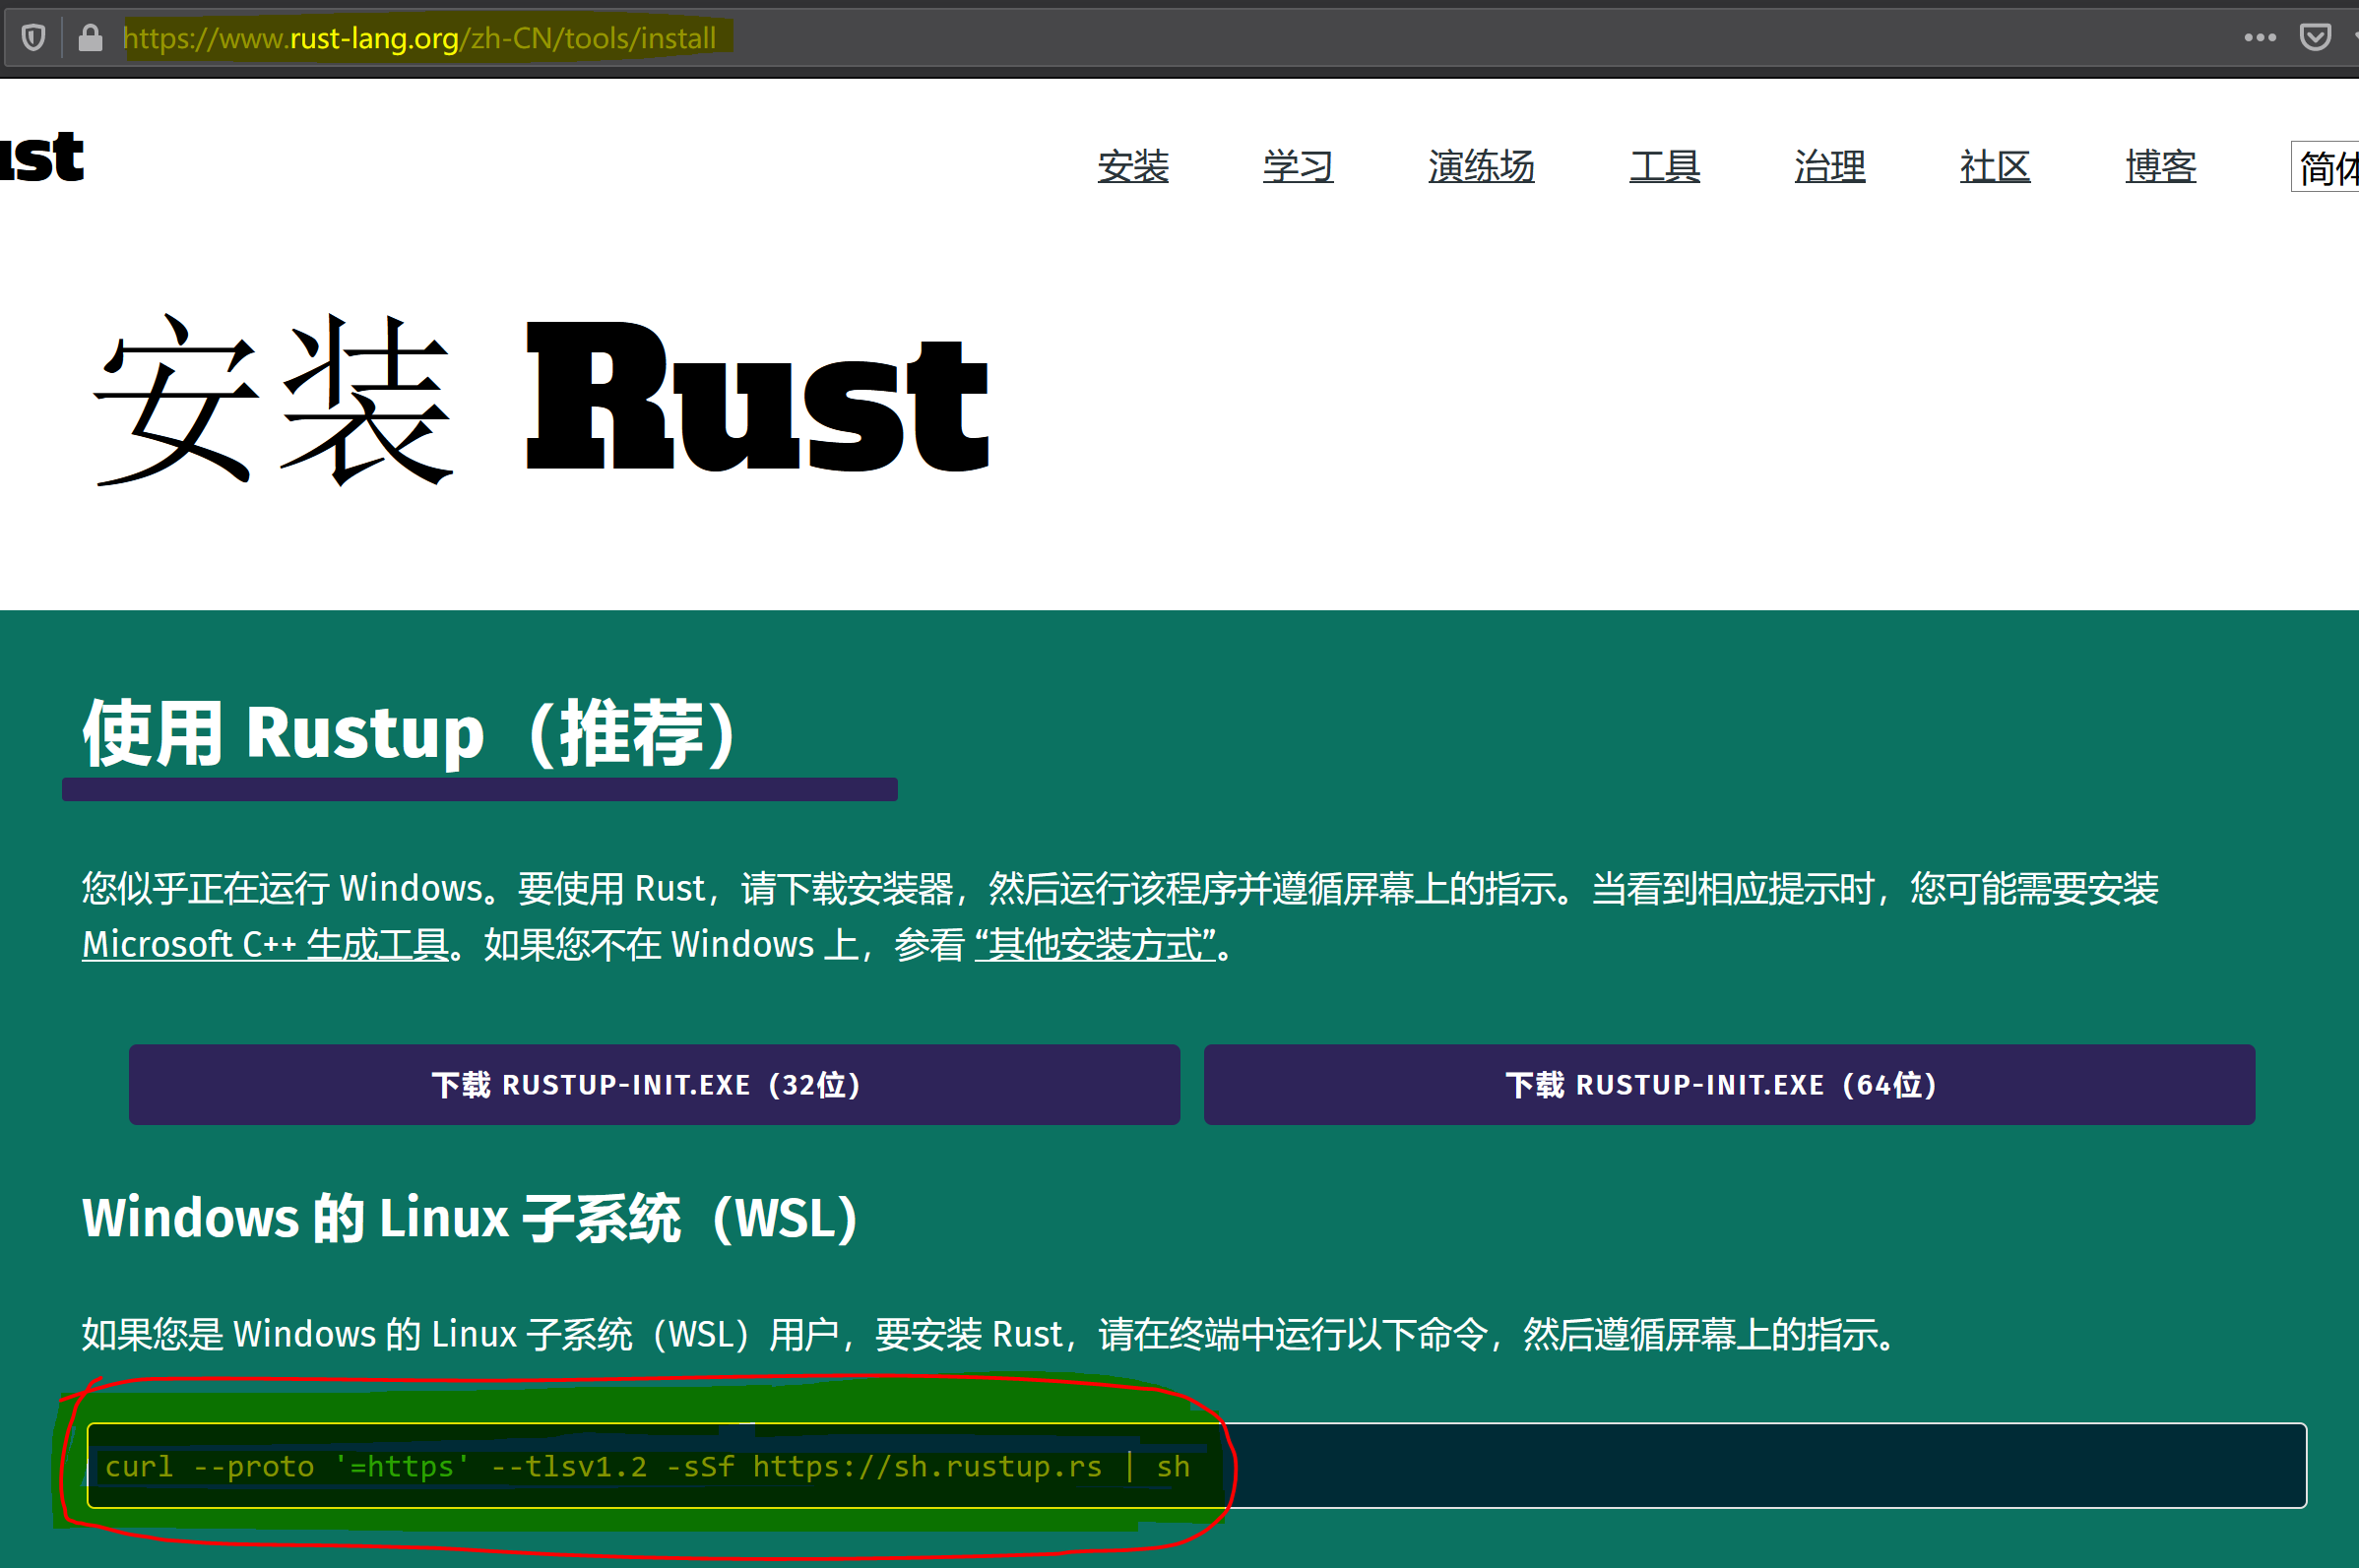 https://www.rust-lang.org/zh-CN/tools/install
ust
安装 学习 演练场 工具 治理 社区 博客 简体
安装 Rust
使用 Rustup（推荐）
您似乎正在运行 Windows。要使用 Rust，请下载安装器，然后运行该程序并遵循屏幕上的指示。当看到相应提示时，您可能需要安装
Microsoft C++ 生成工具。如果您不在 Windows 上，参看 “其他安装方式”。
下载 RUSTUP-INIT.EXE（32位） 下载 RUSTUP-INIT.EXE（64位）
Windows 的 Linux 子系统（WSL）
如果您是 Windows 的 Linux 子系统（WSL）用户，要安装 Rust，请在终端中运行以下命令，然后遵循屏幕上的指示。
curl --proto '=https' --tlsv1.2 -sSf https://sh.rustup.rs | sh